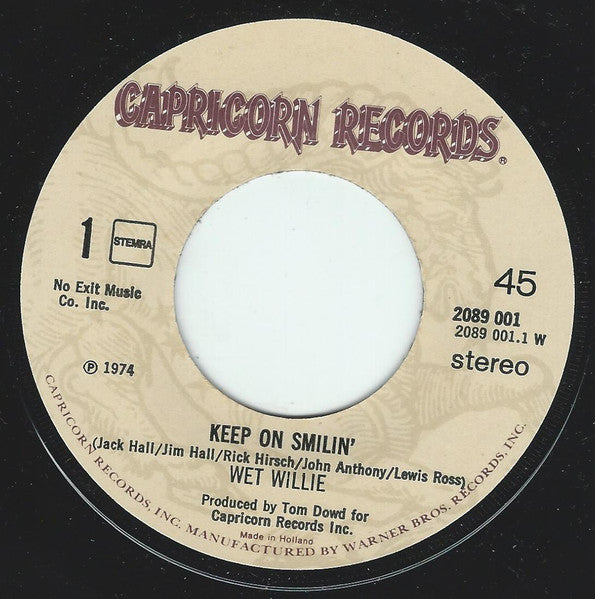 CAPRICORN RECORDS®
1 STEMRA
No Exit Music
Co. Inc.
45
2089 001
2089 001.1 W
stereo
℗ 1974
KEEP ON SMILIN'
(Jack Hall/Jim Hall/Rick Hirsch/John Anthony/Lewis Ross)
WET WILLIE
Produced by Tom Dowd for
Capricorn Records Inc.
Made in Holland
CAPRICORN RECORDS, INC. MANUFACTURED BY WARNER BROS. RECORDS, INC.